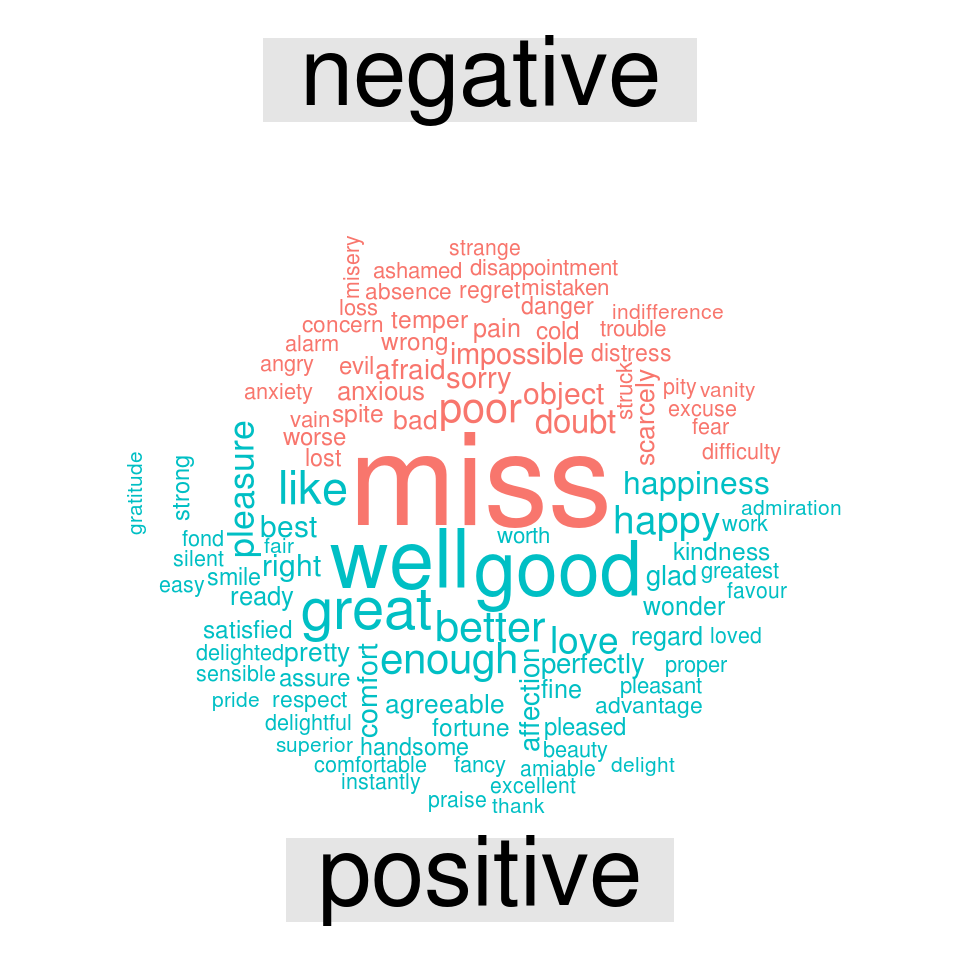 negative
strange
misery
ashamed disappointment
absence regret mistaken
loss danger indifference
concern temper pain cold trouble
alarm wrong impossible distress
angry evil afraid sorry struck scarcely
anxiety anxious object pity vanity
vain spite bad poor doubt excuse
worse fear
lost difficulty
miss
gratitude strong pleasure like happiness
best happy work admiration
fond fair worth kindness
silent right well good glad greatest
easy smile favour
ready great wonder
satisfied better love regard loved
delighted pretty enough perfectly proper
sensible assure comfort affection fine pleasant
pride respect agreeable advantage
delightful fortune pleased
superior handsome beauty
comfortable fancy amiable delight
instantly excellent
praise thank
positive